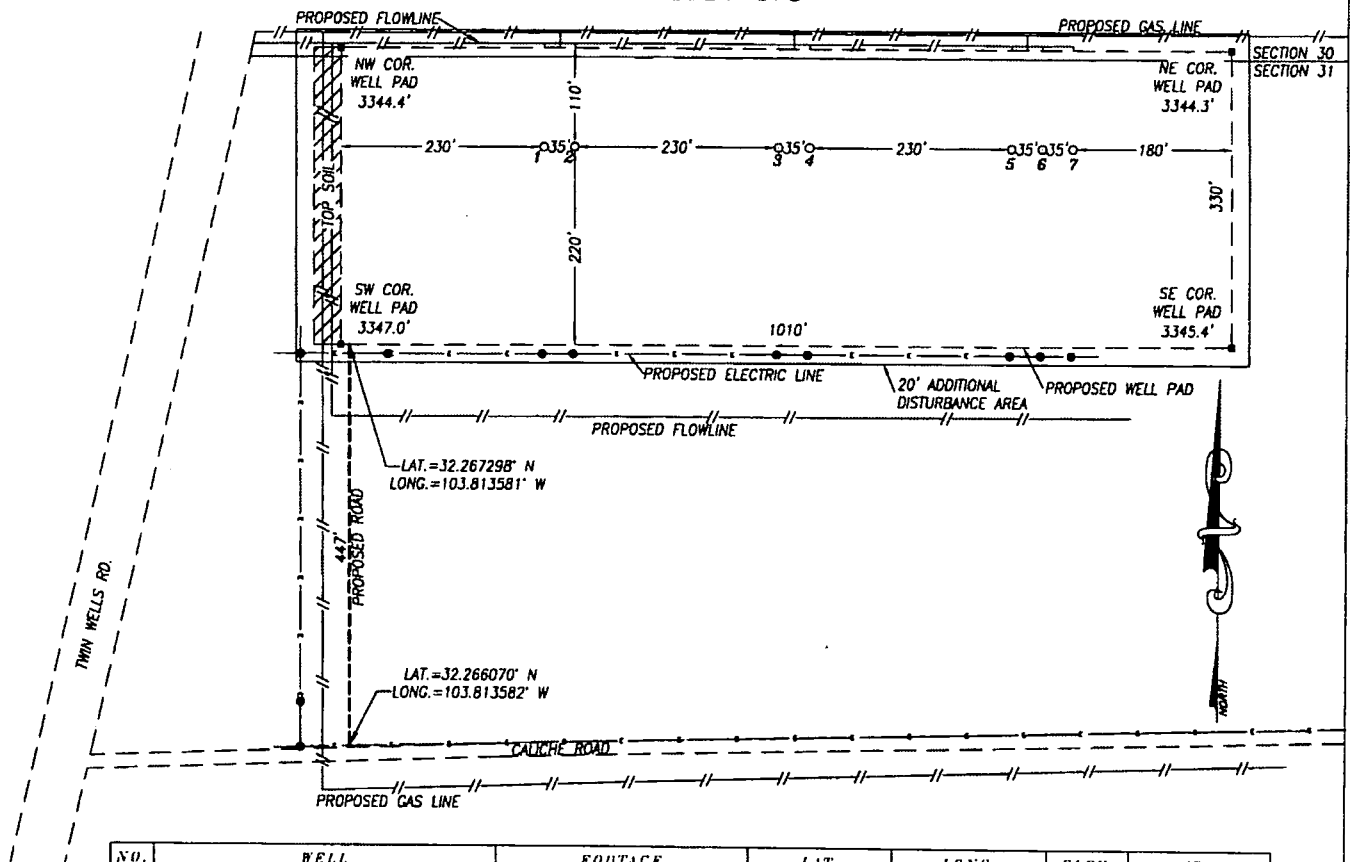 PROPOSED FLOWLINE
PROPOSED GAS LINE
SECTION 30
SECTION 31
NW COR.
WELL PAD
3344.4'
NE COR.
WELL PAD
3344.3'
110'
230'
35'
230'
35'
230'
35'
35'
180'
1
2
3
4
5
6
7
TOP SOIL
220'
330'
SW COR.
WELL PAD
3347.0'
SE COR.
WELL PAD
3345.4'
1010'
PROPOSED ELECTRIC LINE
20' ADDITIONAL
DISTURBANCE AREA
PROPOSED WELL PAD
PROPOSED FLOWLINE
LAT.=32.267298° N
LONG.=103.813581° W
447'
PROPOSED ROAD
TWIN WELLS RD.
NORTH
LAT.=32.266070° N
LONG.=103.813582° W
CALICHE ROAD
PROPOSED GAS LINE
NO.
WELL
FOOTAGE